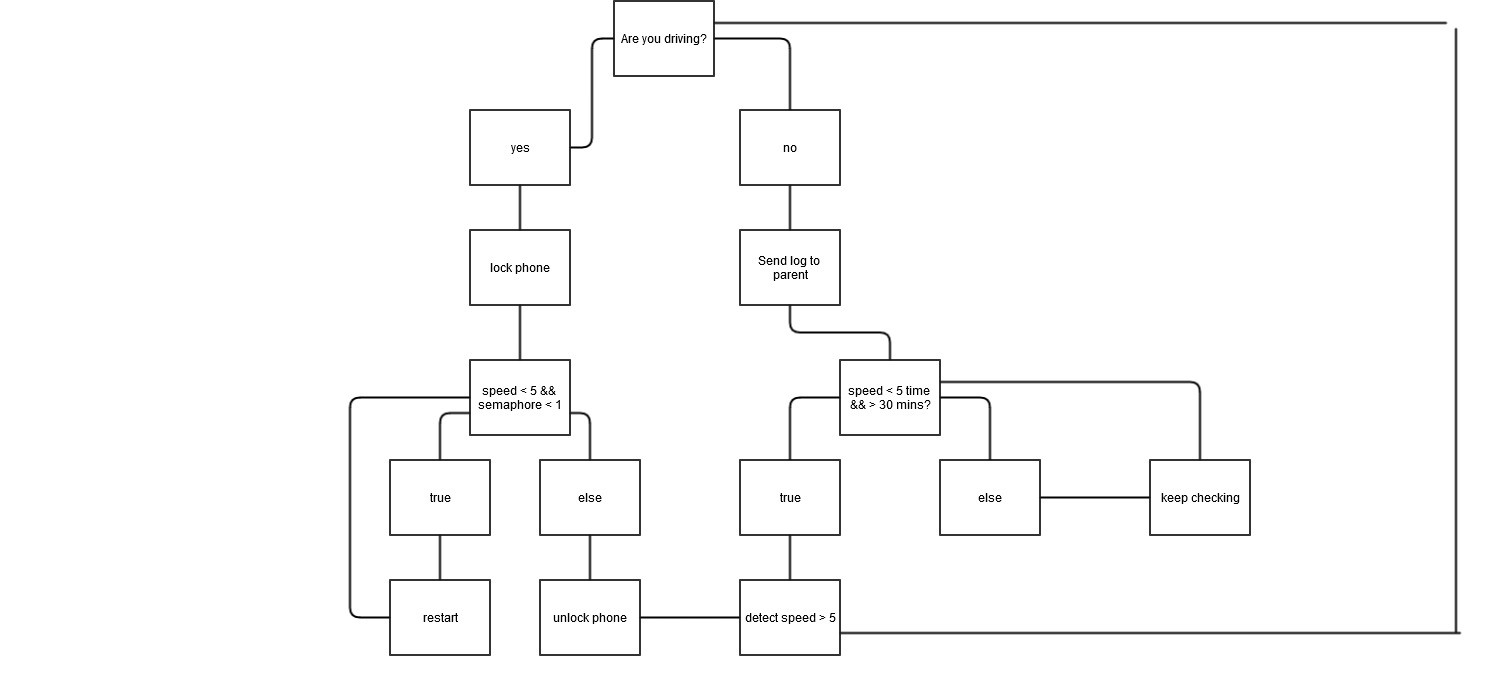 Are you driving?
yes
no
lock phone
Send log to
parent
speed < 5 &&
semaphore < 1
speed < 5 time
&& > 30 mins?
true
else
true
else
keep checking
restart
unlock phone
detect speed > 5